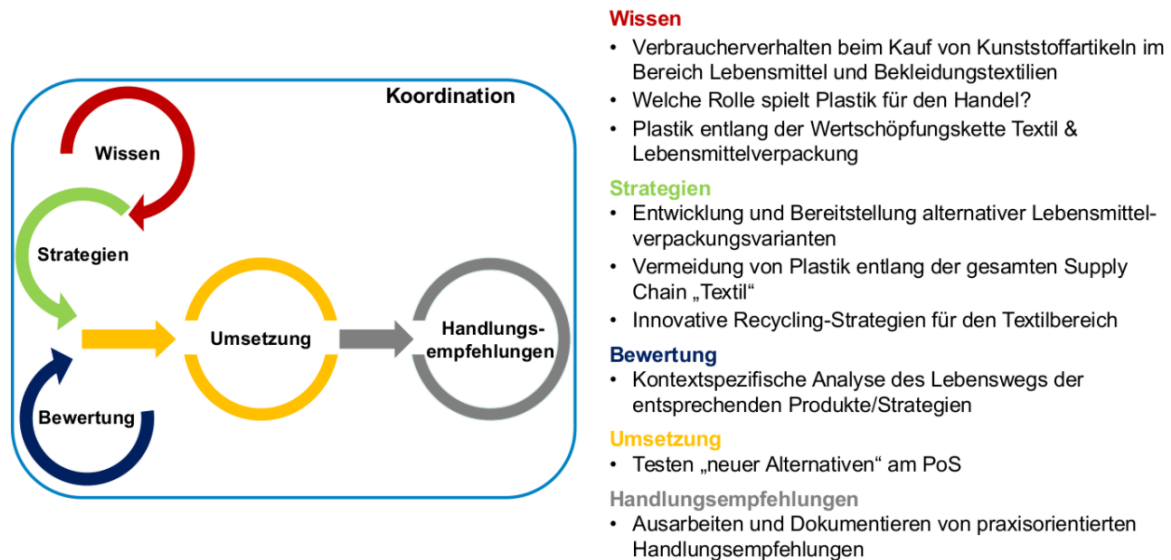 Koordination
Wissen
Strategien
Umsetzung
Handlungs-
empfehlungen
Bewertung
Wissen
• Verbraucherverhalten beim Kauf von Kunststoffartikeln im
Bereich Lebensmittel und Bekleidungstextilien
• Welche Rolle spielt Plastik für den Handel?
• Plastik entlang der Wertschöpfungskette Textil &
Lebensmittelverpackung
Strategien
• Entwicklung und Bereitstellung alternativer Lebensmittel-
verpackungsvarianten
• Vermeidung von Plastik entlang der gesamten Supply
Chain „Textil“
• Innovative Recycling-Strategien für den Textilbereich
Bewertung
• Kontextspezifische Analyse des Lebenswegs der
entsprechenden Produkte/Strategien
Umsetzung
• Testen „neuer Alternativen“ am PoS
Handlungsempfehlungen
• Ausarbeiten und Dokumentieren von praxisorientierten
Handlungsempfehlungen